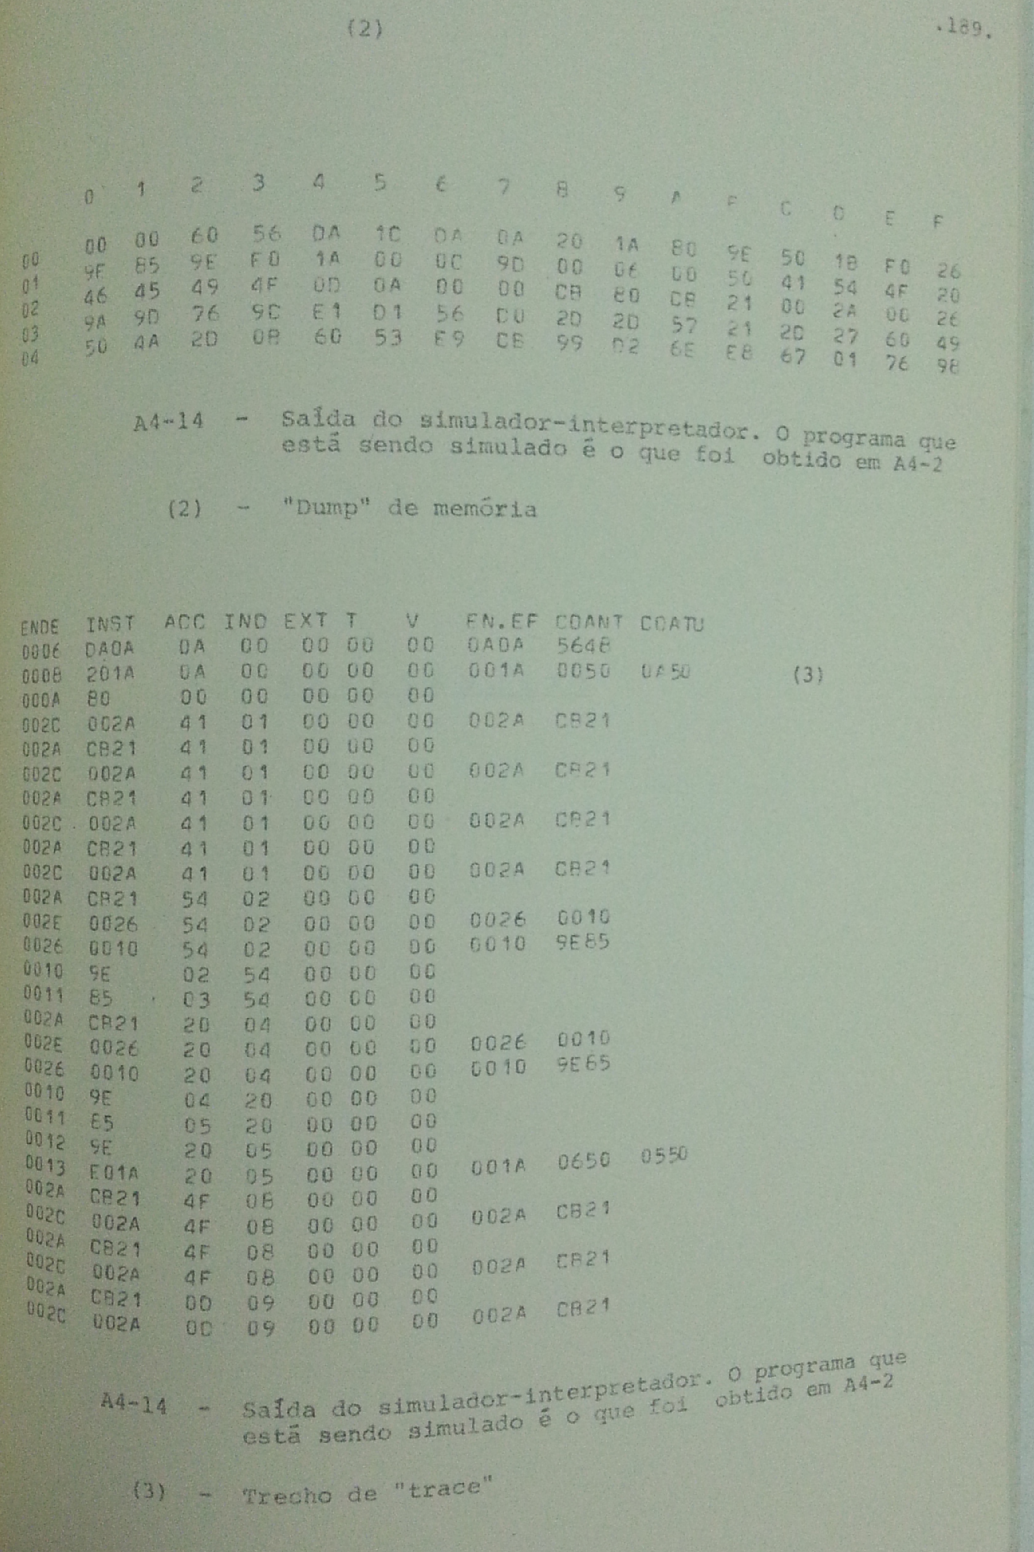 (2) .189.
0 1 2 3 4 5 6 7 8 9 A C D E F
00 00 00 60 56 0A 1C 0A 0A 20 1A 80 9E 50 18 F0 26
01 9F 85 9E F0 1A 00 00 9D 00 06 00 50 41 54 4F 20
02 46 45 49 4F 0D 0A 00 00 CB 80 CB 21 00 2A 00 26
03 9A 9D 76 9C E1 D1 56 2D 2D 57 21 2D 27 60 49
04 50 4A 2D 0B 60 53 E9 CE 99 6E E8 67 01 76 98
A4-14 - Saída do simulador-interpretador. O programa que
está sendo simulado é o que foi obtido em A4-2
(2) - "Dump" de memória
ENDE INST ACC IND EXT T V EN.EF COANT COATU
0006 0A0A 0A 00 00 00 00 0A0A 5648
0008 201A 0A 00 00 00 00 001A 0050 0A50 (3)
000A 80 00 00 00 00 00
002C 002A 41 01 00 00 00 002A CB21
002A CB21 41 01 00 00 00
002C 002A 41 01 00 00 00 002A CB21
002A CB21 41 01 00 00 00
002C 002A 41 01 00 00 00 002A CB21
002A CB21 41 01 00 00 00
002C 002A 41 01 00 00 00 002A CB21
002A CB21 54 02 00 00 00
002E 0026 54 02 00 00 00 0026 0010
0026 0010 54 02 00 00 00 0010 9E85
0010 9E 02 54 00 00 00
0011 85 03 54 00 00 00
002A CB21 20 04 00 00 00
002E 0026 20 04 00 00 00 0026 0010
0026 0010 20 04 00 00 00 0010 9E85
0010 9E 04 20 00 00 00
0011 85 05 20 00 00 00
0012 9E 20 05 00 00 00
0013 E01A 20 05 00 00 00 001A 0650 0550
002A CB21 4F 08 00 00 00
002C 002A 4F 08 00 00 00 002A CB21
002A CB21 4F 08 00 00 00
002C 002A 4F 08 00 00 00 002A CB21
002A CB21 0D 09 00 00 00
002C 002A 0D 09 00 00 00 002A CB21
A4-14 - Saída do simulador-interpretador. O programa que
está sendo simulado é o que foi obtido em A4-2
(3) - Trecho de "trace"